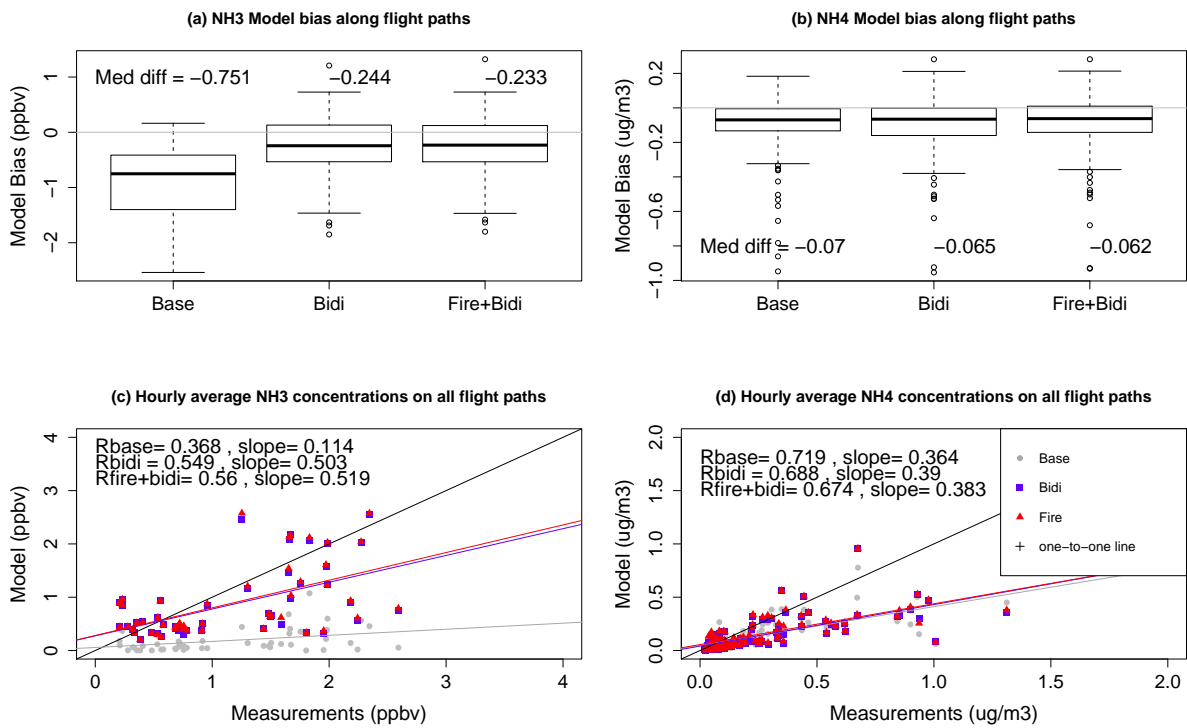 (a) NH3 Model bias along flight paths
Model Bias (ppbv)
1
0
−1
−2
Med diff = −0.751
−0.244
−0.233
Base
Bidi
Fire+Bidi
(b) NH4 Model bias along flight paths
Model Bias (ug/m3)
0.2
−0.2
−0.6
−1.0
Med diff = −0.07
−0.065
−0.062
Base
Bidi
Fire+Bidi
(c) Hourly average NH3 concentrations on all flight paths
Model (ppbv)
4
3
2
1
0
Rbase= 0.368 , slope= 0.114
Rbidi = 0.549 , slope= 0.503
Rfire+bidi= 0.56 , slope= 0.519
0
1
2
3
4
Measurements (ppbv)
(d) Hourly average NH4 concentrations on all flight paths
Model (ug/m3)
2.0
1.5
1.0
0.5
0.0
Rbase= 0.719 , slope= 0.364
Rbidi = 0.688 , slope= 0.39
Rfire+bidi= 0.674 , slope= 0.383
Base
Bidi
Fire
one−to−one line
0.0
0.5
1.0
1.5
2.0
Measurements (ug/m3)